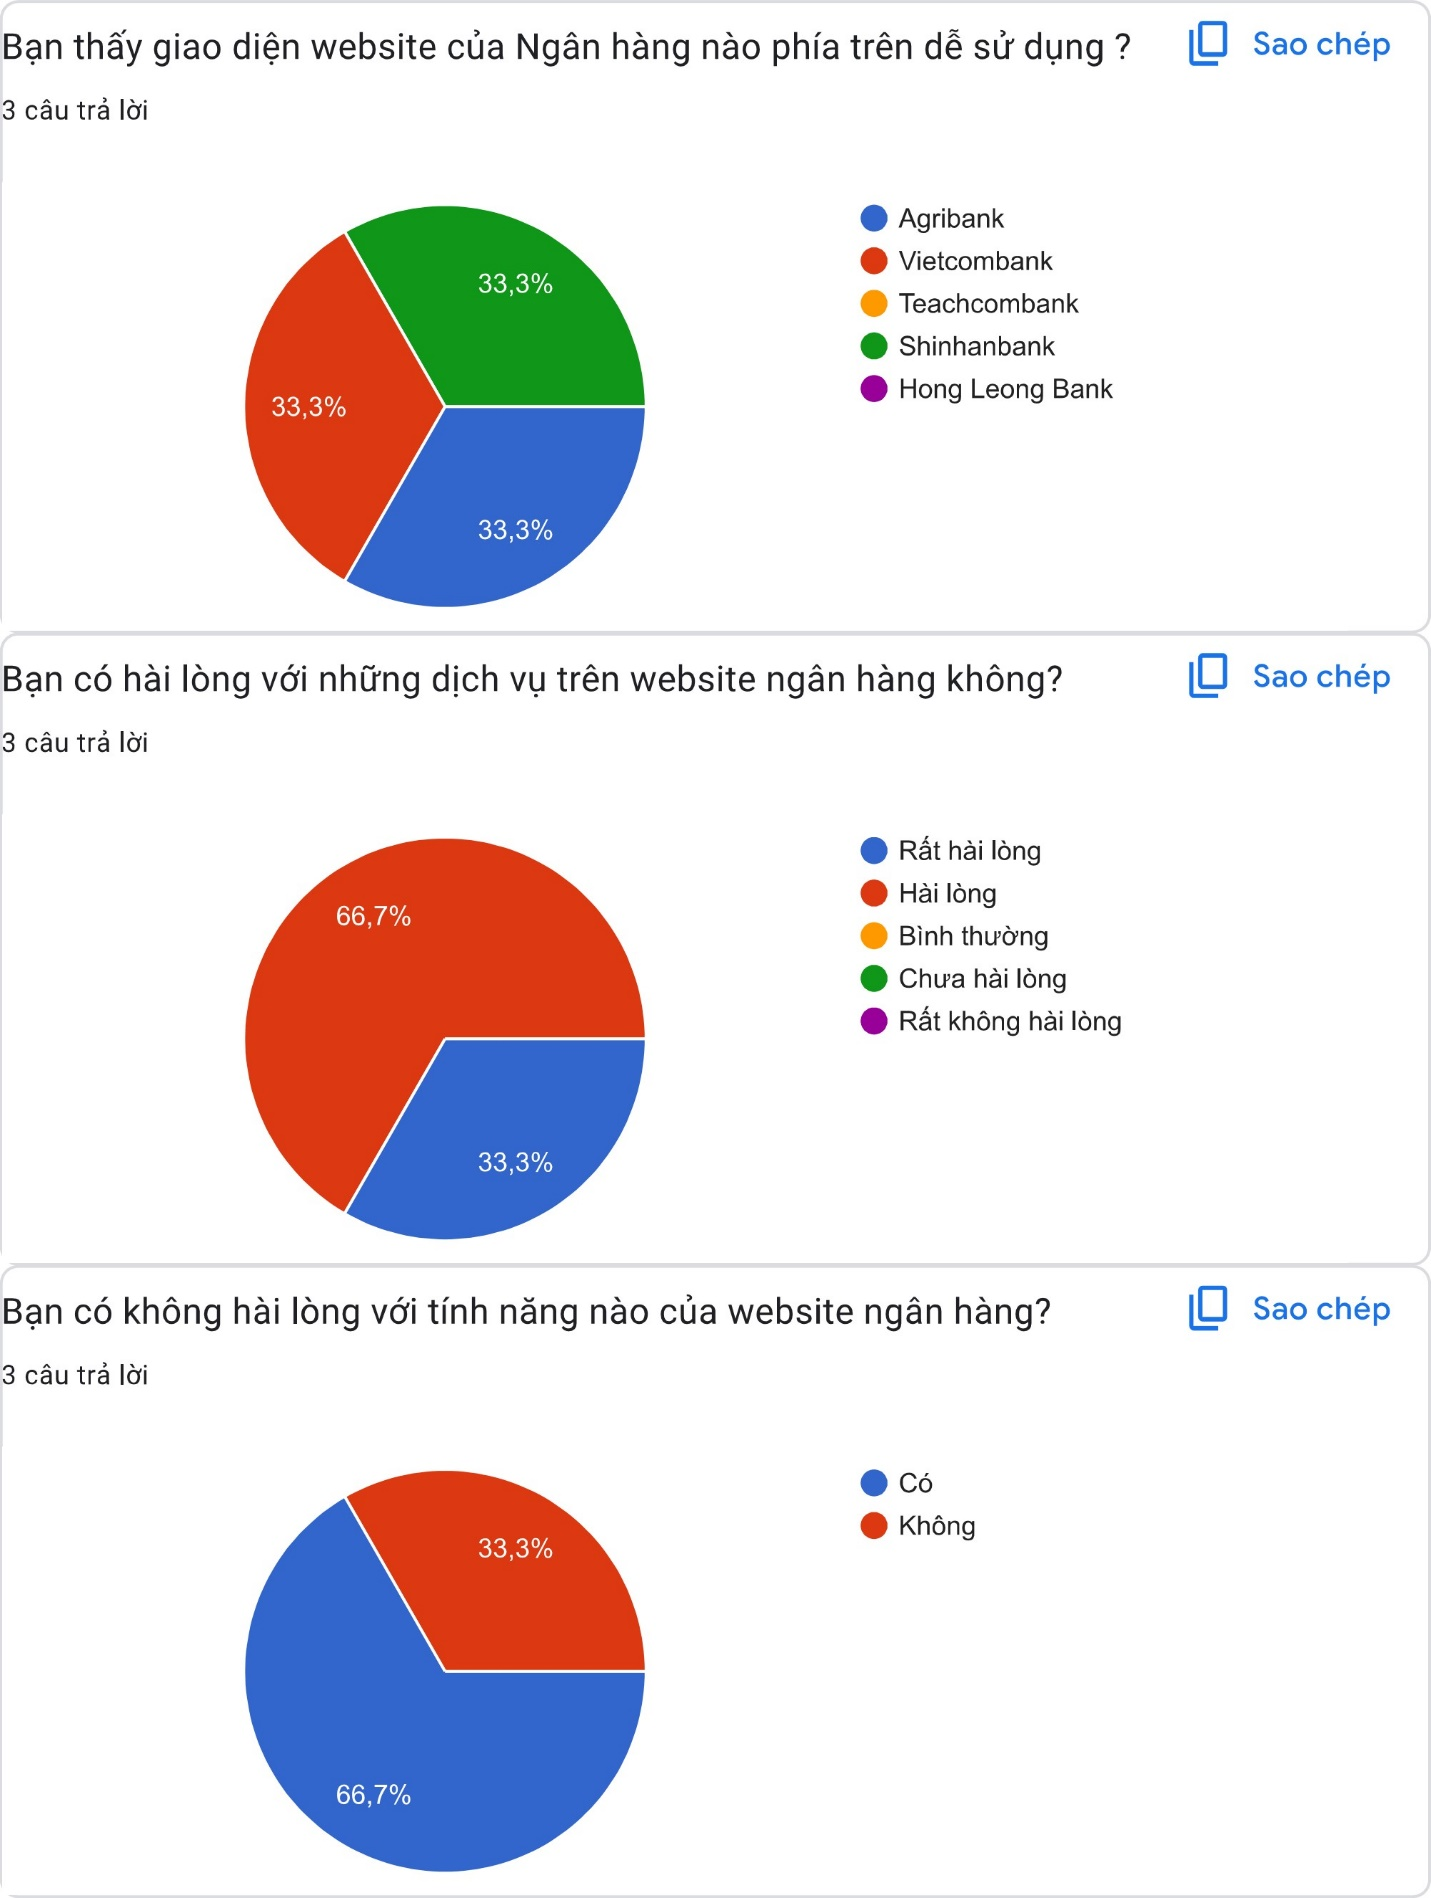 Bạn thấy giao diện website của Ngân hàng nào phía trên dễ sử dụng ?
Sao chép
3 câu trả lời
33,3%
33,3%
33,3%
Agribank
Vietcombank
Teachcombank
Shinhanbank
Hong Leong Bank
Bạn có hài lòng với những dịch vụ trên website ngân hàng không?
Sao chép
3 câu trả lời
66,7%
33,3%
Rất hài lòng
Hài lòng
Bình thường
Chưa hài lòng
Rất không hài lòng
Bạn có không hài lòng với tính năng nào của website ngân hàng?
Sao chép
3 câu trả lời
33,3%
66,7%
Có
Không